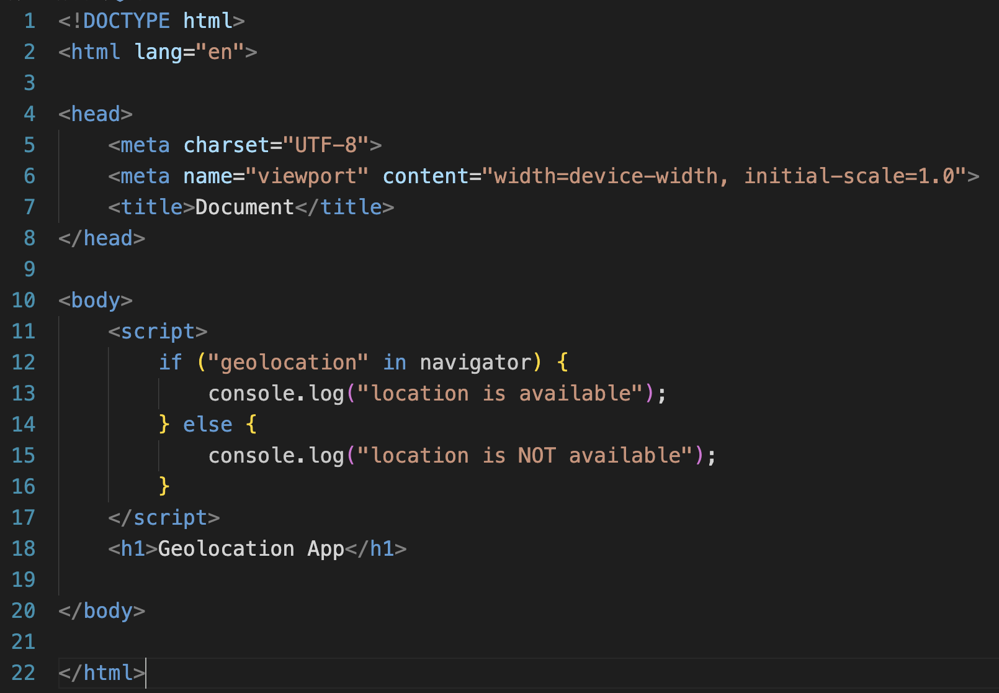 1 <!DOCTYPE html>
2 <html lang="en">
3
4 <head>
5     <meta charset="UTF-8">
6     <meta name="viewport" content="width=device-width, initial-scale=1.0">
7     <title>Document</title>
8 </head>
9
10 <body>
11     <script>
12         if ("geolocation" in navigator) {
13             console.log("location is available");
14         } else {
15             console.log("location is NOT available");
16         }
17     </script>
18     <h1>Geolocation App</h1>
19
20 </body>
21
22 </html>